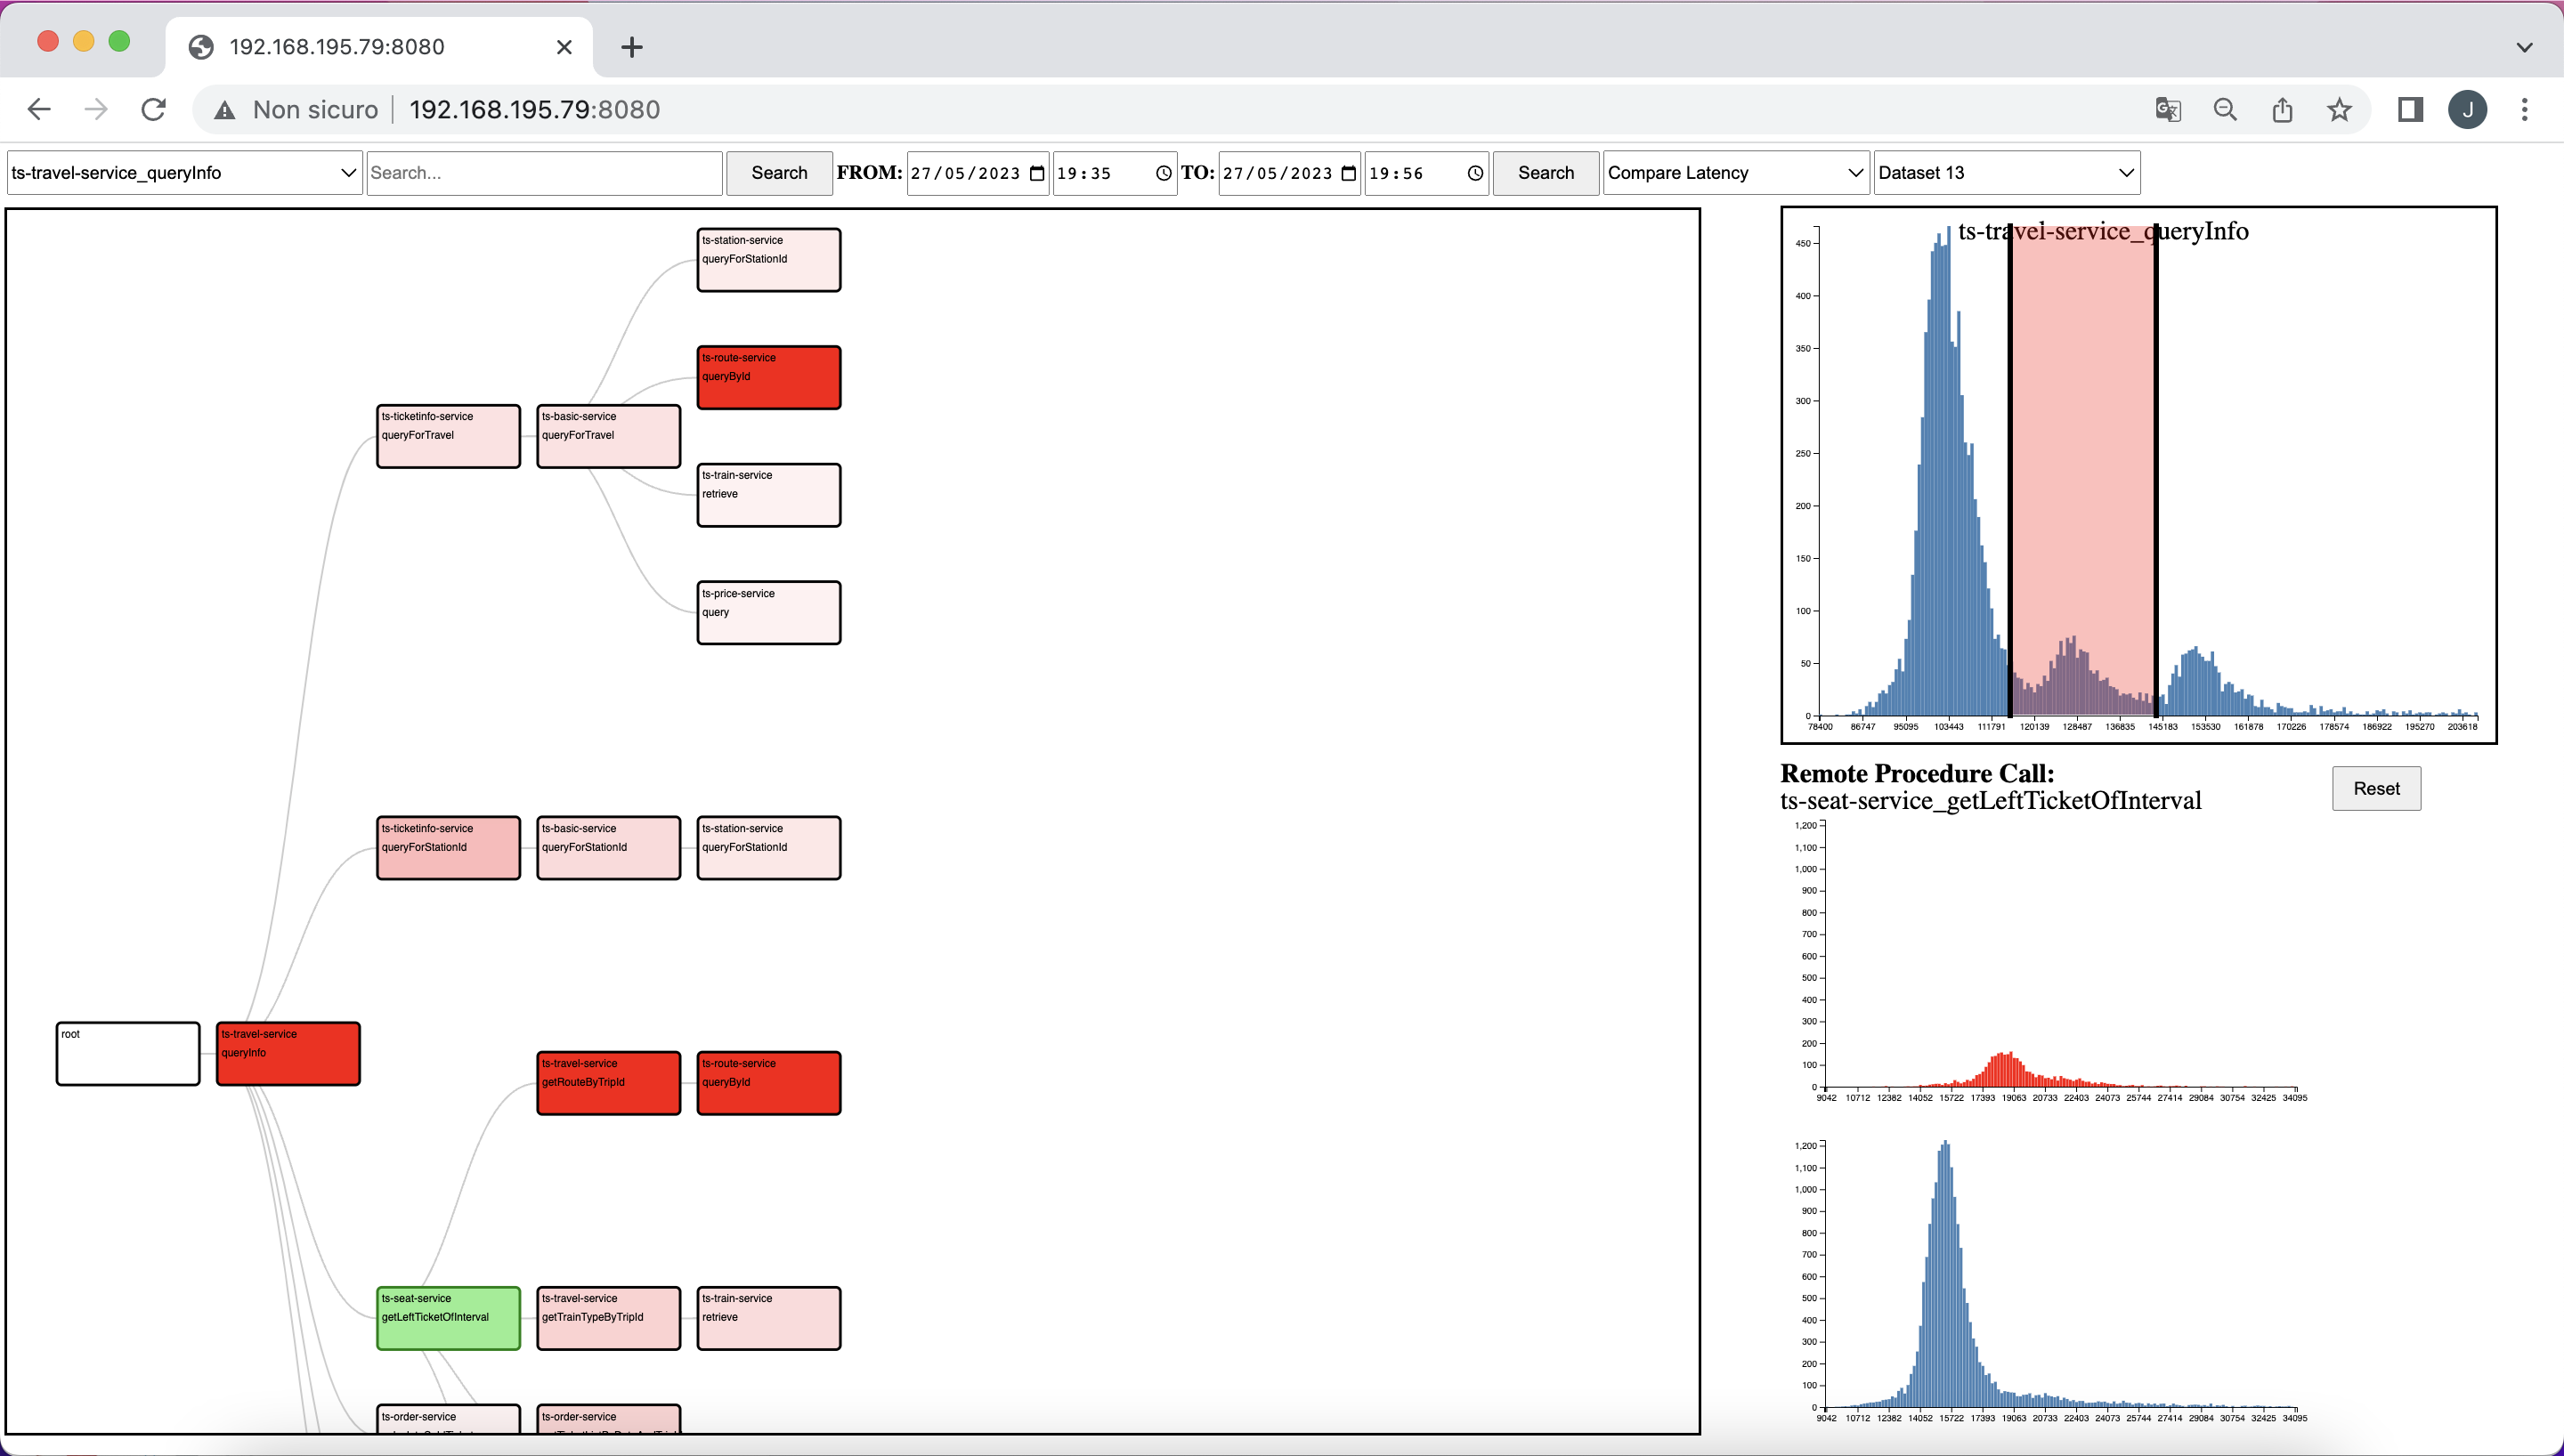 192.168.195.79:8080
Non sicuro 192.168.195.79:8080
ts-travel-service_queryInfo Search... Search FROM: 27/05/2023 19:35 TO: 27/05/2023 19:56 Search Compare Latency Dataset 13
J
ts-station-service
queryForStationId
ts-route-service
queryById
ts-ticketinfo-service
queryForTravel
ts-basic-service
queryForTravel
ts-train-service
retrieve
ts-price-service
query
ts-ticketinfo-service
queryForStationId
ts-basic-service
queryForStationId
ts-station-service
queryForStationId
root
ts-travel-service
queryInfo
ts-travel-service
getRouteByTripId
ts-route-service
queryById
ts-seat-service
getLeftTicketOfInterval
ts-travel-service
getTrainTypeByTripId
ts-train-service
retrieve
ts-order-service
ts-order-service
ts-travel-service_queryInfo
450
400
350
300
250
200
150
100
50
0
78400 86747 95095 103443 111791 120139 128487 136835 145183 153530 161878 170226 178574 186922 195270 203618
Remote Procedure Call:
ts-seat-service_getLeftTicketOfInterval
Reset
1,200
1,100
1,000
900
800
700
600
500
400
300
200
100
0
9042 10712 12382 14052 15722 17393 19063 20733 22403 24073 25744 27414 29084 30754 32425 34095
1,200
1,100
1,000
900
800
700
600
500
400
300
200
100
0
9042 10712 12382 14052 15722 17393 19063 20733 22403 24073 25744 27414 29084 30754 32425 34095